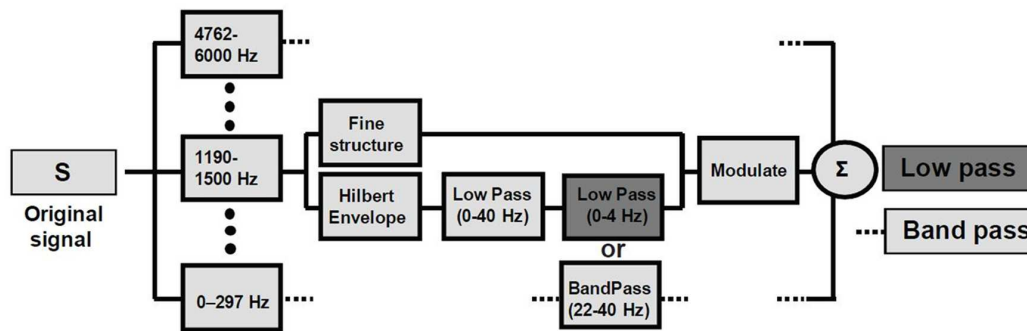 4762-
6000 Hz
Fine
structure
S
1190-
1500 Hz
Modulate
Σ
Low pass
Original
signal
Hilbert
Envelope
Low Pass
(0-40 Hz)
Low Pass
(0-4 Hz)
or
Band pass
0–297 Hz
BandPass
(22-40 Hz)